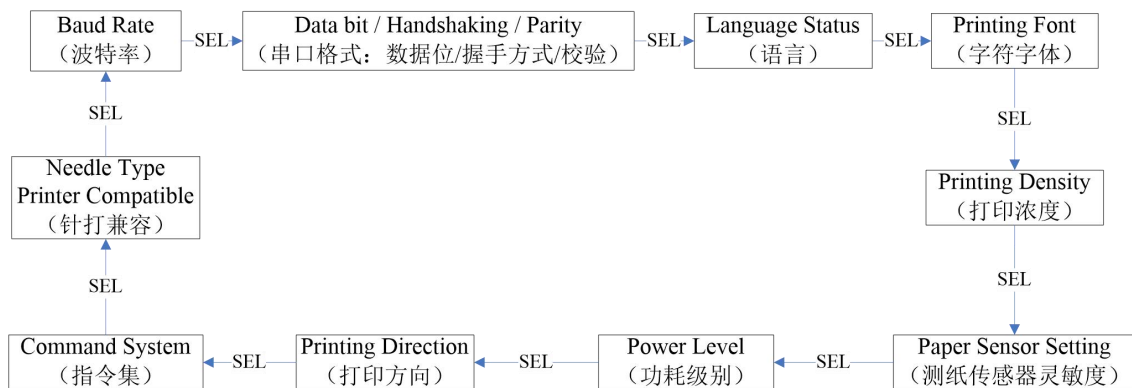 Baud Rate
（波特率）
SEL
Data bit / Handshaking / Parity
（串口格式：数据位/握手方式/校验）
SEL
Language Status
（语言）
SEL
Printing Font
（字符字体）
SEL
Printing Density
（打印浓度）
SEL
Paper Sensor Setting
（测纸传感器灵敏度）
SEL
Power Level
（功耗级别）
SEL
Printing Direction
（打印方向）
SEL
Command System
（指令集）
SEL
Needle Type
Printer Compatible
（针打兼容）
SEL